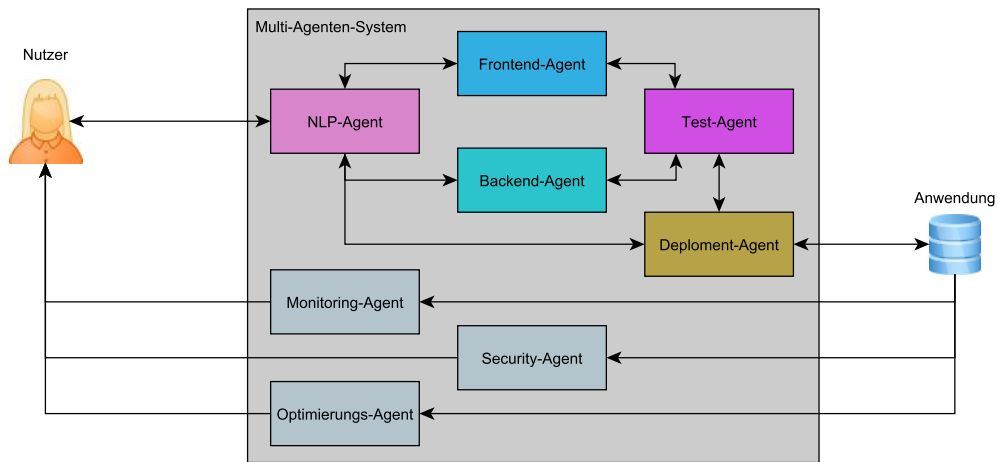 Multi-Agenten-System
Nutzer
Frontend-Agent
NLP-Agent
Test-Agent
Backend-Agent
Anwendung
Deploment-Agent
Monitoring-Agent
Security-Agent
Optimierungs-Agent